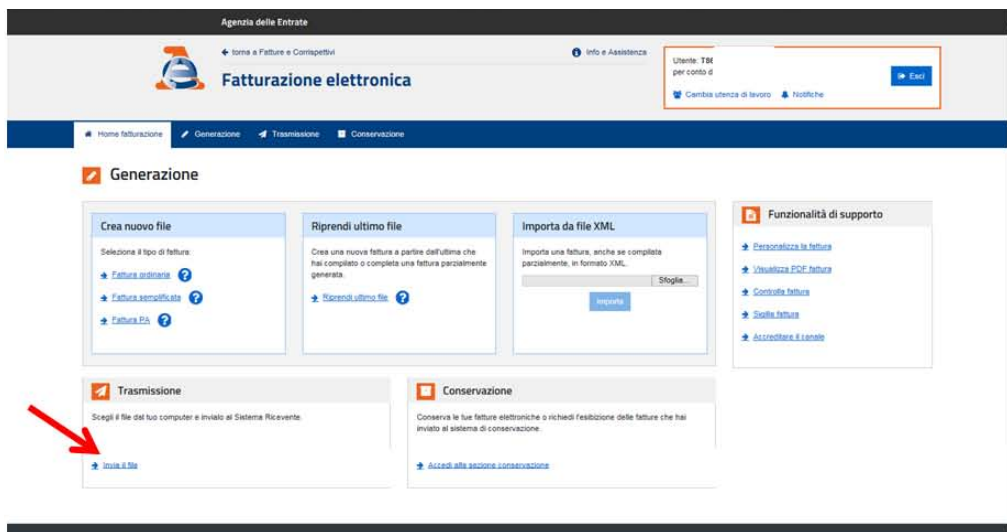 Agenzia delle Entrate
torna a Fatture e Corrispettivi
Info e Assistenza
Fatturazione elettronica
Utente: T86
per conto d
Esci
Cambia utenza di lavoro
Notifiche
Home fatturazione
Generazione
Trasmissione
Conservazione
Generazione
Crea nuovo file
Seleziona il tipo di fattura:
Fattura ordinaria
Fattura semplificata
Fattura PA
Riprendi ultimo file
Crea una nuova fattura a partire dall'ultima che
hai compilato o completa una fattura parzialmente
generata.
Riprendi ultimo file
Importa da file XML
Importa una fattura, anche se compilata
parzialmente, in formato XML.
Sfoglia...
Importa
Funzionalità di supporto
Personalizza la fattura
Visualizza PDF fattura
Controlla fattura
Sigilla fattura
Accreditare il canale
Trasmissione
Scegli il file dal tuo computer e invialo al Sistema Ricevente.
Invia il file
Conservazione
Conserva le tue fatture elettroniche o richiedi l'esibizione delle fatture che hai
inviato al sistema di conservazione.
Accedi alla sezione conservazione